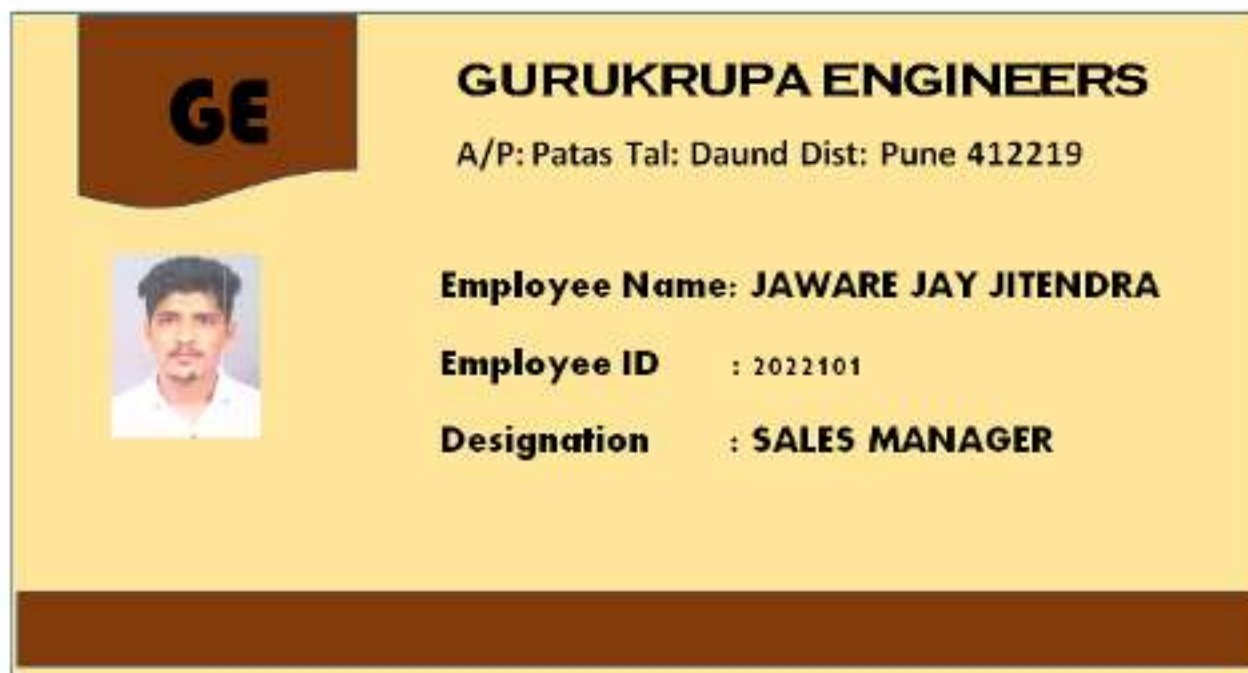 GE
GURUKRUPA ENGINEERS
A/P: Patas Tal: Daund Dist: Pune 412219
Employee Name: JAWARE JAY JITENDRA
Employee ID : 2022101
Designation : SALES MANAGER